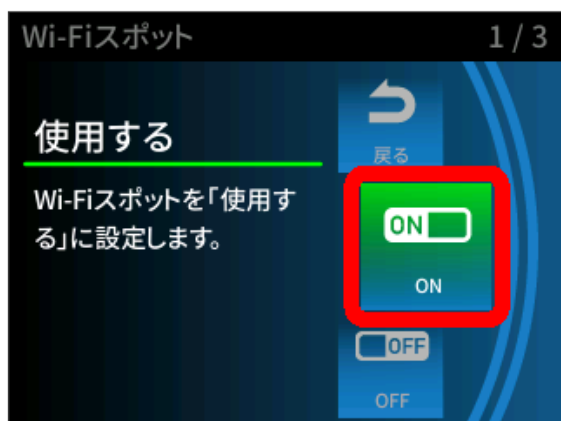 Wi-Fiスポット 1 / 3
使用する
Wi-Fiスポットを「使用す
る」に設定します。
戻る
ON
ON
OFF
OFF